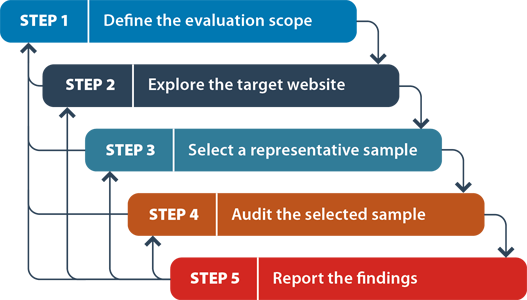 STEP 1 Define the evaluation scope
STEP 2 Explore the target website
STEP 3 Select a representative sample
STEP 4 Audit the selected sample
STEP 5 Report the findings